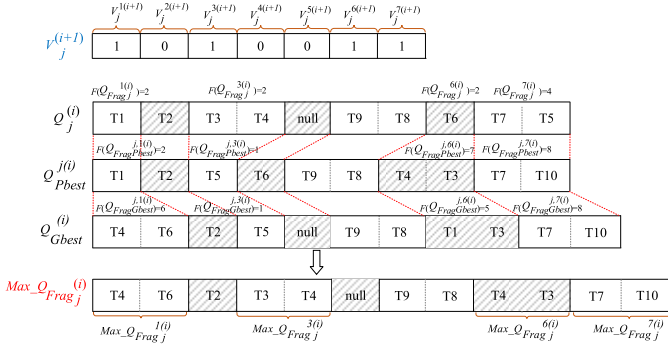 V_j^{1(i+1)} V_j^{2(i+1)} V_j^{3(i+1)} V_j^{4(i+1)} V_j^{5(i+1)} V_j^{6(i+1)} V_j^{7(i+1)}
V_j^{(i+1)} 1 0 1 0 0 1 1
F(Q_{Frag j}^{1(i)})=2 F(Q_{Frag j}^{3(i)})=2 F(Q_{Frag j}^{6(i)})=2 F(Q_{Frag j}^{7(i)})=4
Q_j^{(i)} T1 T2 T3 T4 null T9 T8 T6 T7 T5
F(Q_{FragPbest}^{j,1(i)})=2 F(Q_{FragPbest}^{j,3(i)})=1 F(Q_{FragPbest}^{j,6(i)})=7 F(Q_{FragPbest}^{j,7(i)})=8
Q_{Pbest}^{j(i)} T1 T2 T5 T6 T9 T8 T4 T3 T7 T10
F(Q_{FragGbest}^{j,1(i)})=6 F(Q_{FragGbest}^{j,3(i)})=1 F(Q_{FragGbest}^{j,6(i)})=5 F(Q_{FragGbest}^{j,7(i)})=8
Q_{Gbest}^{(i)} T4 T6 T2 T5 null T9 T8 T1 T3 T7 T10
Max_Q_{Frag j}^{(i)} T4 T6 T2 T3 T4 null T9 T8 T4 T3 T7 T10
Max_Q_{Frag j}^{1(i)} Max_Q_{Frag j}^{3(i)} Max_Q_{Frag j}^{6(i)} Max_Q_{Frag j}^{7(i)}